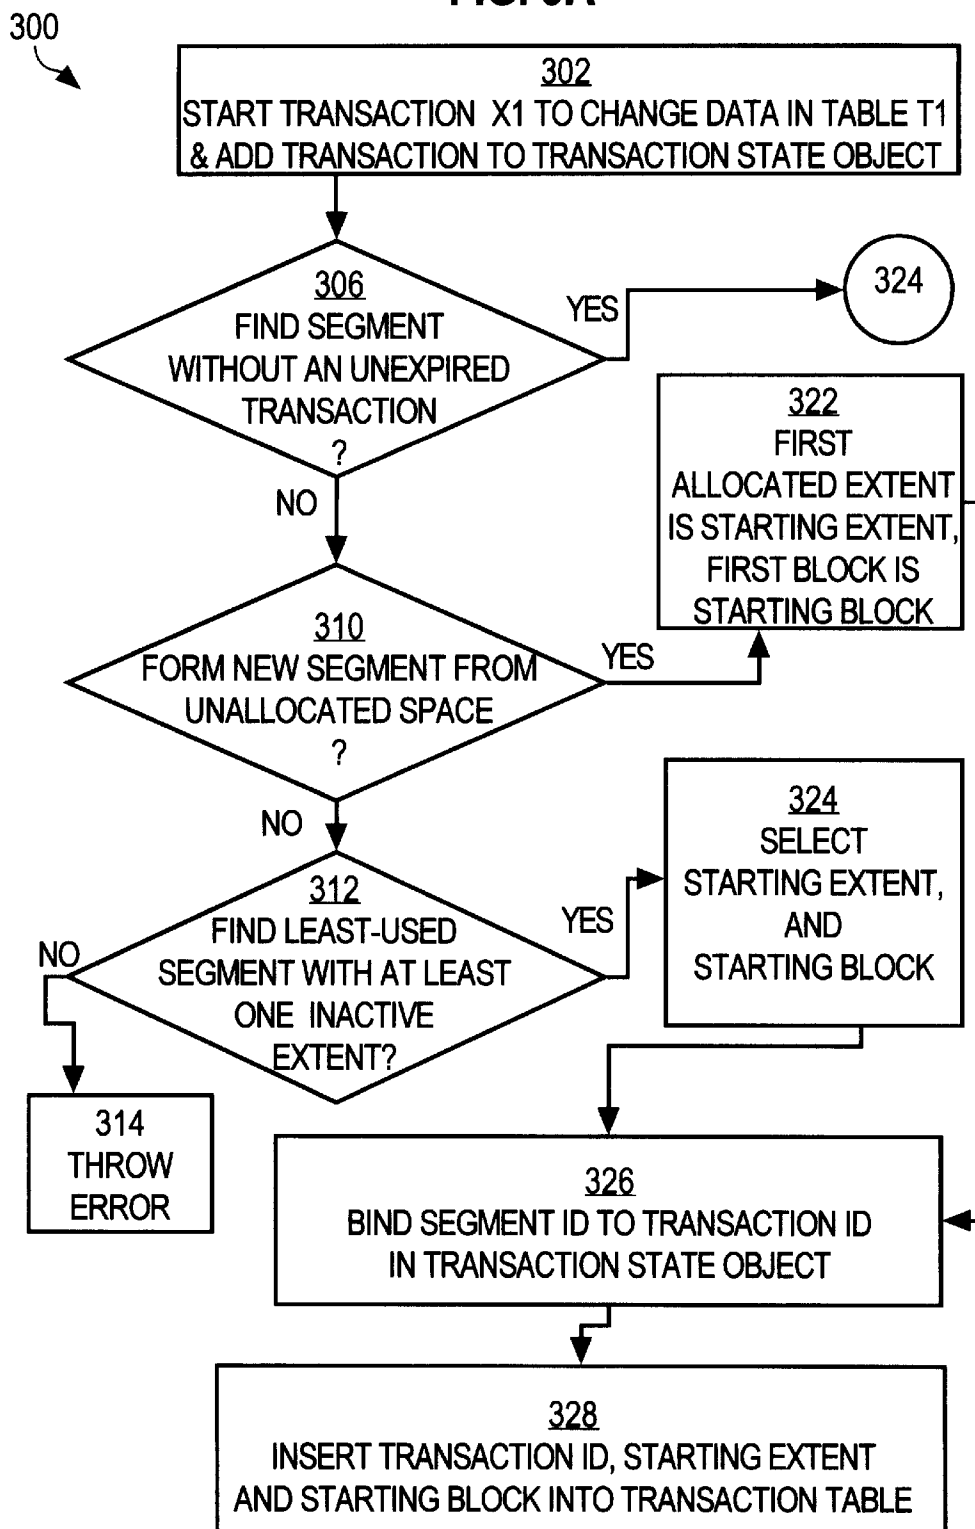 300
302
START TRANSACTION X1 TO CHANGE DATA IN TABLE T1
& ADD TRANSACTION TO TRANSACTION STATE OBJECT
306
FIND SEGMENT
WITHOUT AN UNEXPIRED
TRANSACTION
?
YES
324
NO
322
FIRST
ALLOCATED EXTENT
IS STARTING EXTENT,
FIRST BLOCK IS
STARTING BLOCK
310
FORM NEW SEGMENT FROM
UNALLOCATED SPACE
?
YES
NO
312
FIND LEAST-USED
SEGMENT WITH AT LEAST
ONE INACTIVE
EXTENT?
YES
NO
324
SELECT
STARTING EXTENT,
AND
STARTING BLOCK
314
THROW
ERROR
326
BIND SEGMENT ID TO TRANSACTION ID
IN TRANSACTION STATE OBJECT
328
INSERT TRANSACTION ID, STARTING EXTENT
AND STARTING BLOCK INTO TRANSACTION TABLE